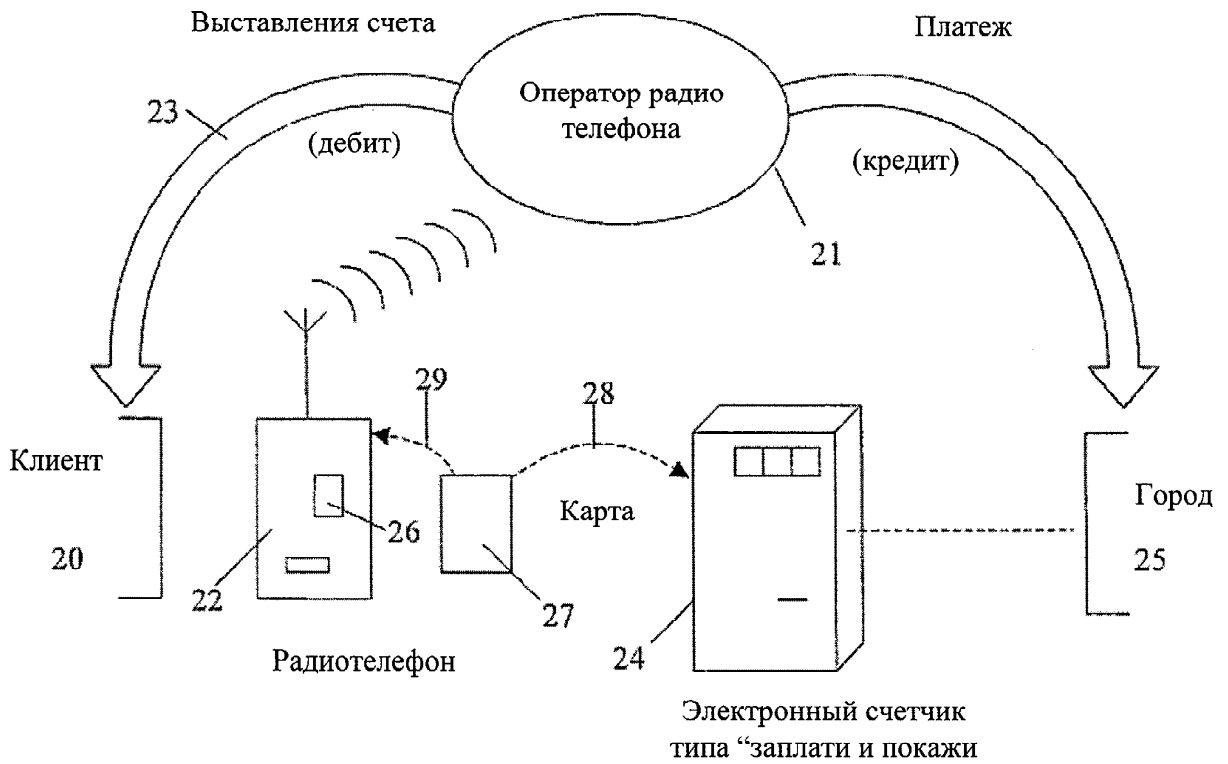 Выставления счета
Платеж
Оператор радио
телефона
23
(дебит)
(кредит)
21
29
28
Клиент
Карта
Город
20
26
25
22
27
24
Радиотелефон
Электронный счетчик
типа “заплати и покажи